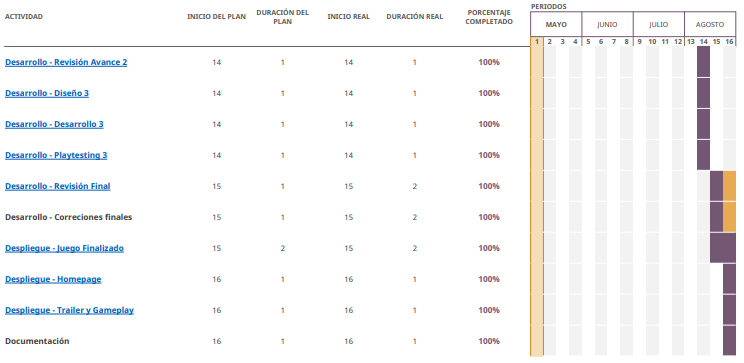 PERIODOS
ACTIVIDAD INICIO DEL PLAN DURACIÓN DEL PLAN INICIO REAL DURACIÓN REAL PORCENTAJE COMPLETADO MAYO JUNIO JULIO AGOSTO
1 2 3 4 5 6 7 8 9 10 11 12 13 14 15 16
Desarrollo - Revisión Avance 2 14 1 14 1 100%
Desarrollo - Diseño 3 14 1 14 1 100%
Desarrollo - Desarrollo 3 14 1 14 1 100%
Desarrollo - Playtesting 3 14 1 14 1 100%
Desarrollo - Revisión Final 15 1 15 2 100%
Desarrollo - Correciones finales 15 1 15 2 100%
Despliegue - Juego Finalizado 15 2 15 2 100%
Despliegue - Homepage 16 1 16 1 100%
Despliegue - Trailer y Gameplay 16 1 16 1 100%
Documentación 16 1 16 1 100%